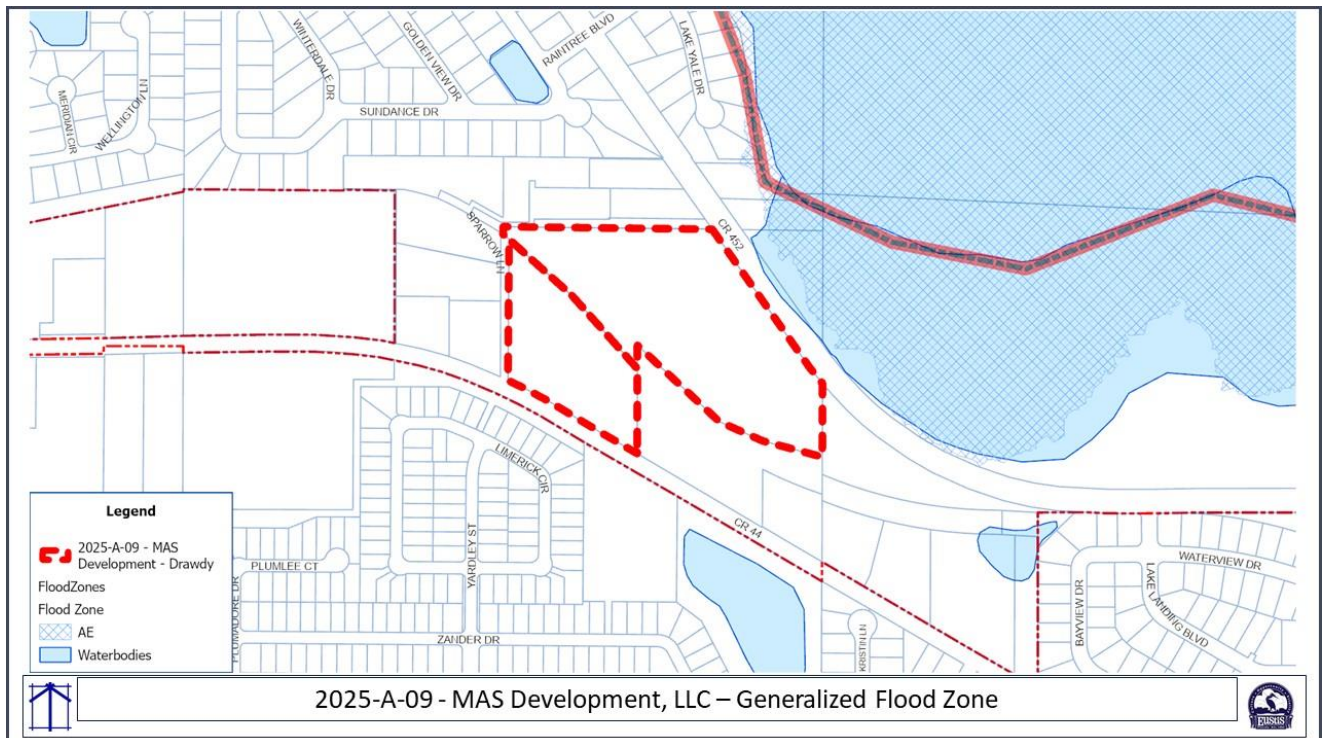 WINTERDALE DR
GOLDEN VIEW DR
RAINTREE BLVD
LAKE YALE DR
MERIDIAN CIR
WELLINGTON LN
SUNDANCE DR
SPARROW LN
CR 452
LIMERICK CIR
YARDLEY ST
CR 44
PLUMLEE CT
PLUMADORE DR
ZANDER DR
KRISTIN LN
BAYVIEW DR
WATERVIEW DR
LAKE LANDING BLVD
Legend
2025-A-09 - MAS
Development - Drawdy
FloodZones
Flood Zone
AE
Waterbodies
2025-A-09 - MAS Development, LLC – Generalized Flood Zone
EUSTIS